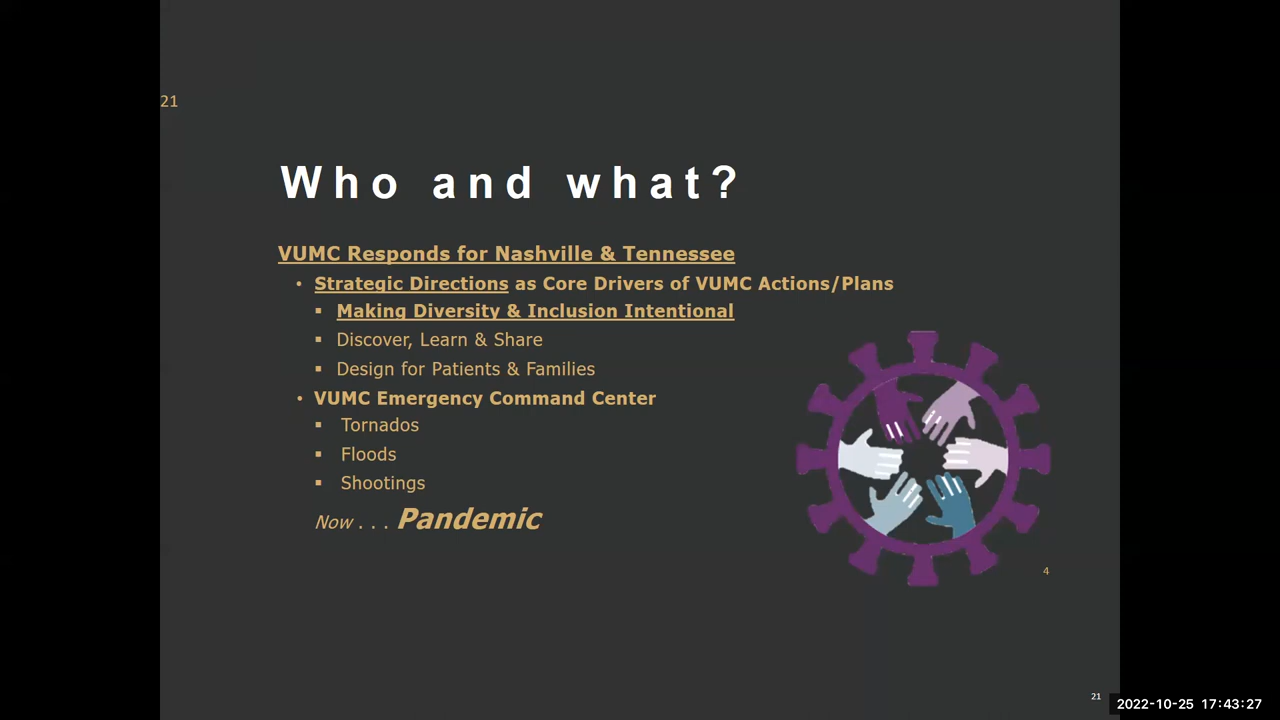 21
Who and what?
VUMC Responds for Nashville & Tennessee
• Strategic Directions as Core Drivers of VUMC Actions/Plans
▪ Making Diversity & Inclusion Intentional
▪ Discover, Learn & Share
▪ Design for Patients & Families
• VUMC Emergency Command Center
▪ Tornados
▪ Floods
▪ Shootings
Now . . . Pandemic
4
21
2022-10-25 17:43:27